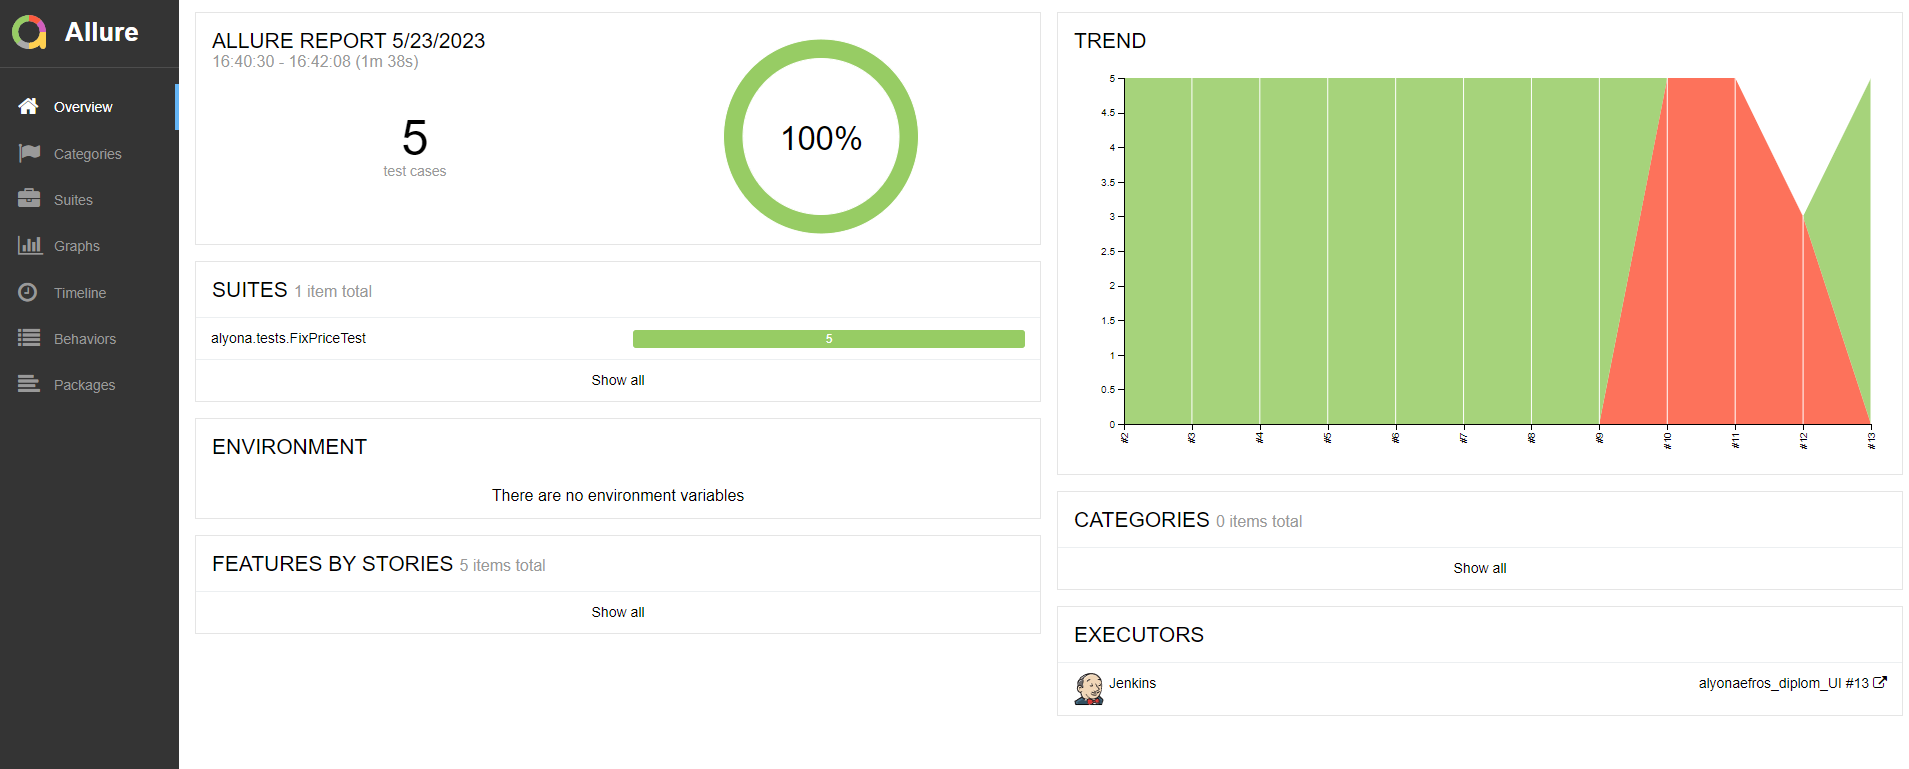 Allure
Overview
Categories
Suites
Graphs
Timeline
Behaviors
Packages
ALLURE REPORT 5/23/2023
16:40:30 - 16:42:08 (1m 38s)
5
test cases
100%
SUITES 1 item total
alyona.tests.FixPriceTest 5
Show all
ENVIRONMENT
There are no environment variables
FEATURES BY STORIES 5 items total
Show all
TREND
5
4.5
4
3.5
3
2.5
2
1.5
1
0.5
0
#2 #3 #4 #5 #6 #7 #8 #9 #10 #11 #12 #13
CATEGORIES 0 items total
Show all
EXECUTORS
Jenkins alyonaefros_diplom_UI #13